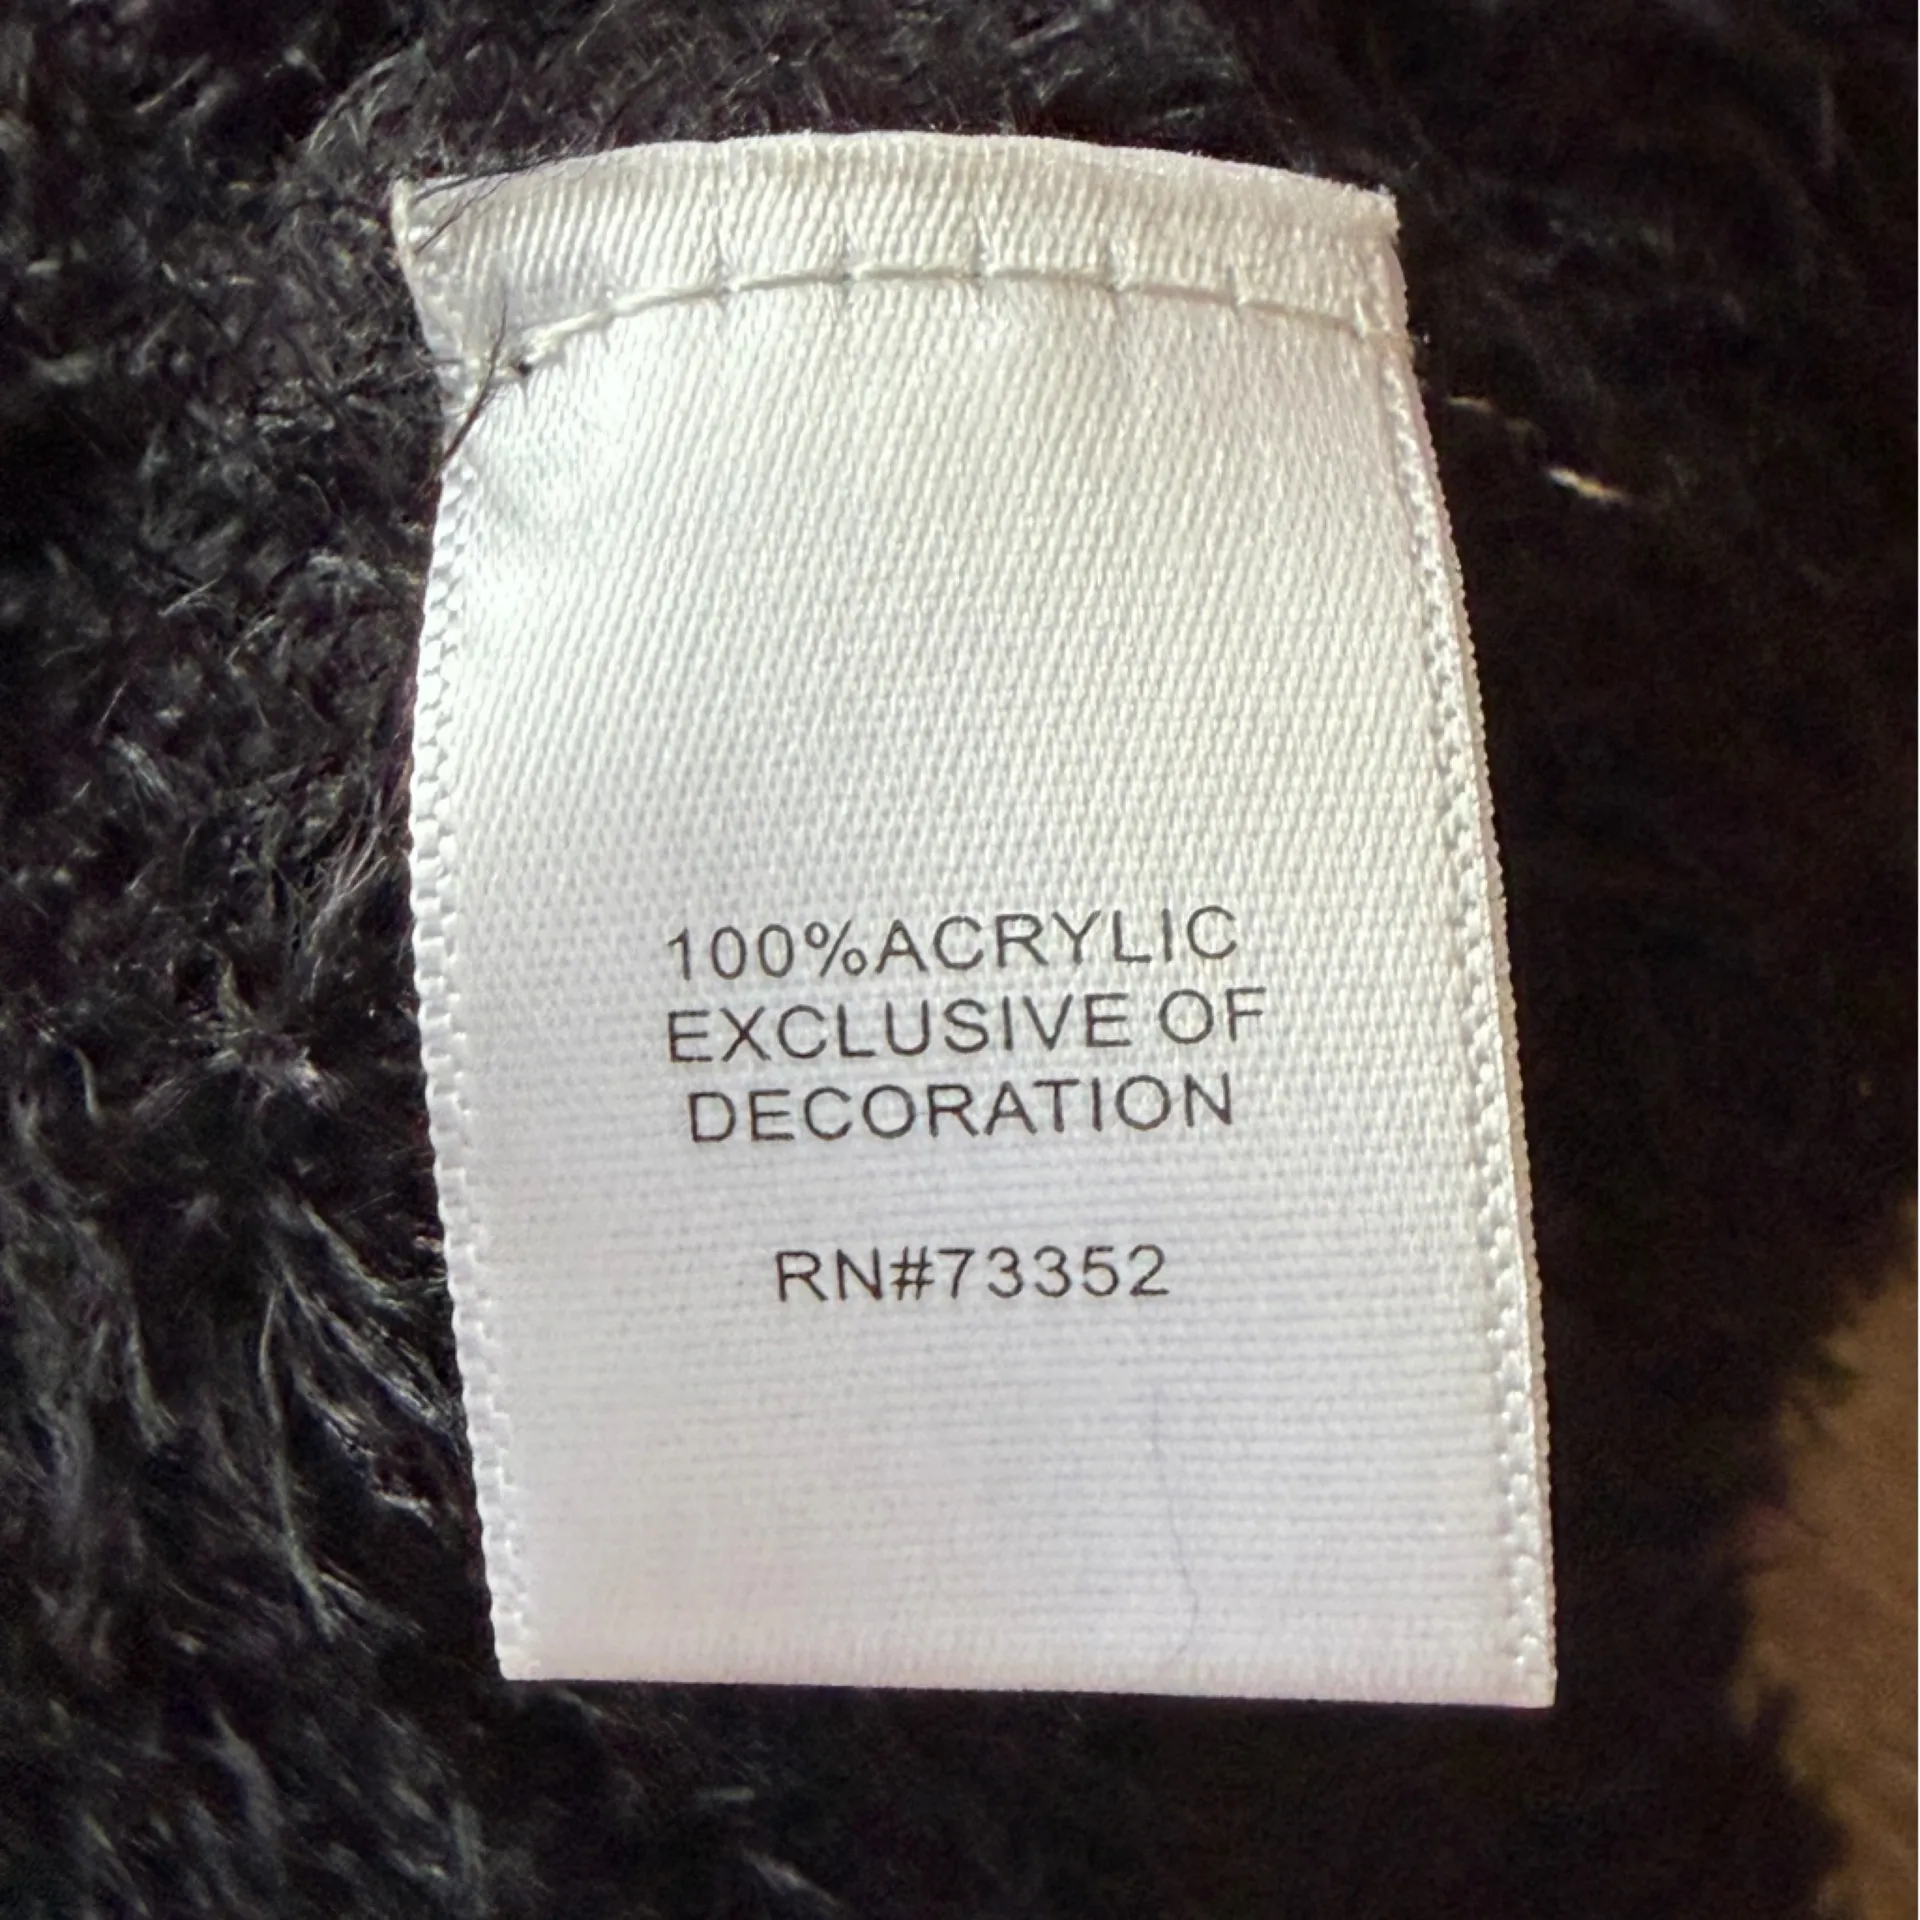 100%ACRYLIC
EXCLUSIVE OF
DECORATION
RN#73352